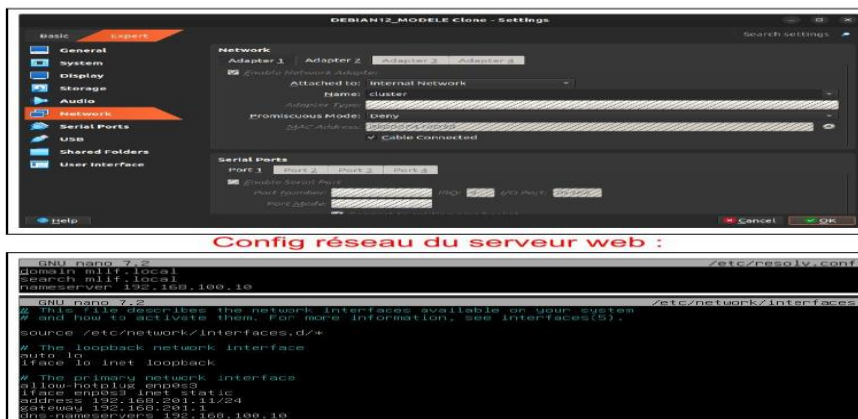 DEBIAN12_MODELE Clone - Settings
Basic Expert Search settings
General
System
Display
Storage
Audio
Network
Serial Ports
USB
Shared Folders
User Interface
Network
Adapter 1 Adapter 2 Adapter 3 Adapter 4
Enable Network Adapter
Attached to: Internal Network
Name: cluster
Adapter Type:
Promiscuous Mode: Deny
MAC Address:
Cable Connected
Serial Ports
Port 1 Port 2 Port 3 Port 4
Enable Serial Port
Port Number: IRQ: I/O Port:
Port Mode:
Help Cancel OK
Config réseau du serveur web :
GNU nano 7.2 /etc/resolv.conf
domain mlif.local
search mlif.local
nameserver 192.168.100.10
GNU nano 7.2 /etc/network/interfaces
# This file describes the network interfaces available on your system
# and how to activate them. For more information, see interfaces(5).
source /etc/network/interfaces.d/*
# The loopback network interface
auto lo
iface lo inet loopback
# The primary network interface
allow-hotplug enp0s3
iface enp0s3 inet static
address 192.168.201.11/24
gateway 192.168.201.1
dns-nameservers 192.168.100.10